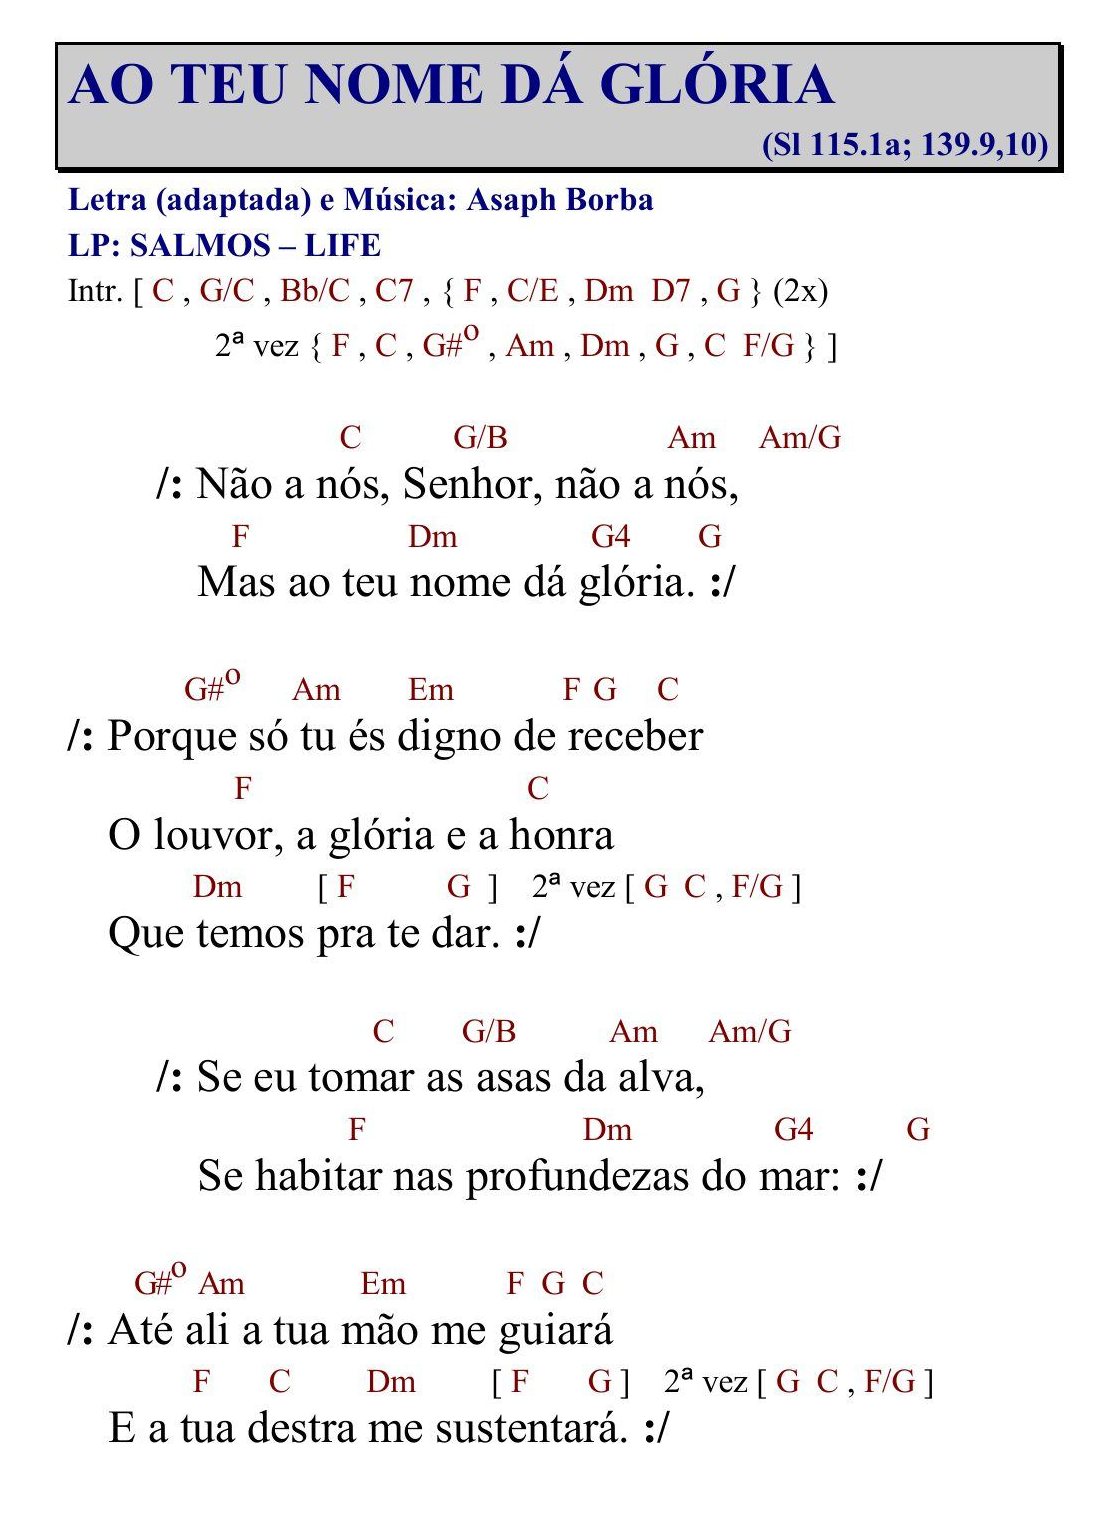 AO TEU NOME DÁ GLÓRIA
(Sl 115.1a; 139.9,10)
Letra (adaptada) e Música: Asaph Borba
LP: SALMOS – LIFE
Intr. [ C , G/C , Bb/C , C7 , { F , C/E , Dm D7 , G } (2x)
2ª vez { F , C , G#º , Am , Dm , G , C F/G } ]
C G/B Am Am/G
/: Não a nós, Senhor, não a nós,
F Dm G4 G
Mas ao teu nome dá glória. :/
G#º Am Em F G C
/: Porque só tu és digno de receber
F C
O louvor, a glória e a honra
Dm [ F G ] 2ª vez [ G C , F/G ]
Que temos pra te dar. :/
C G/B Am Am/G
/: Se eu tomar as asas da alva,
F Dm G4 G
Se habitar nas profundezas do mar: :/
G#º Am Em F G C
/: Até ali a tua mão me guiará
F C Dm [ F G ] 2ª vez [ G C , F/G ]
E a tua destra me sustentará. :/